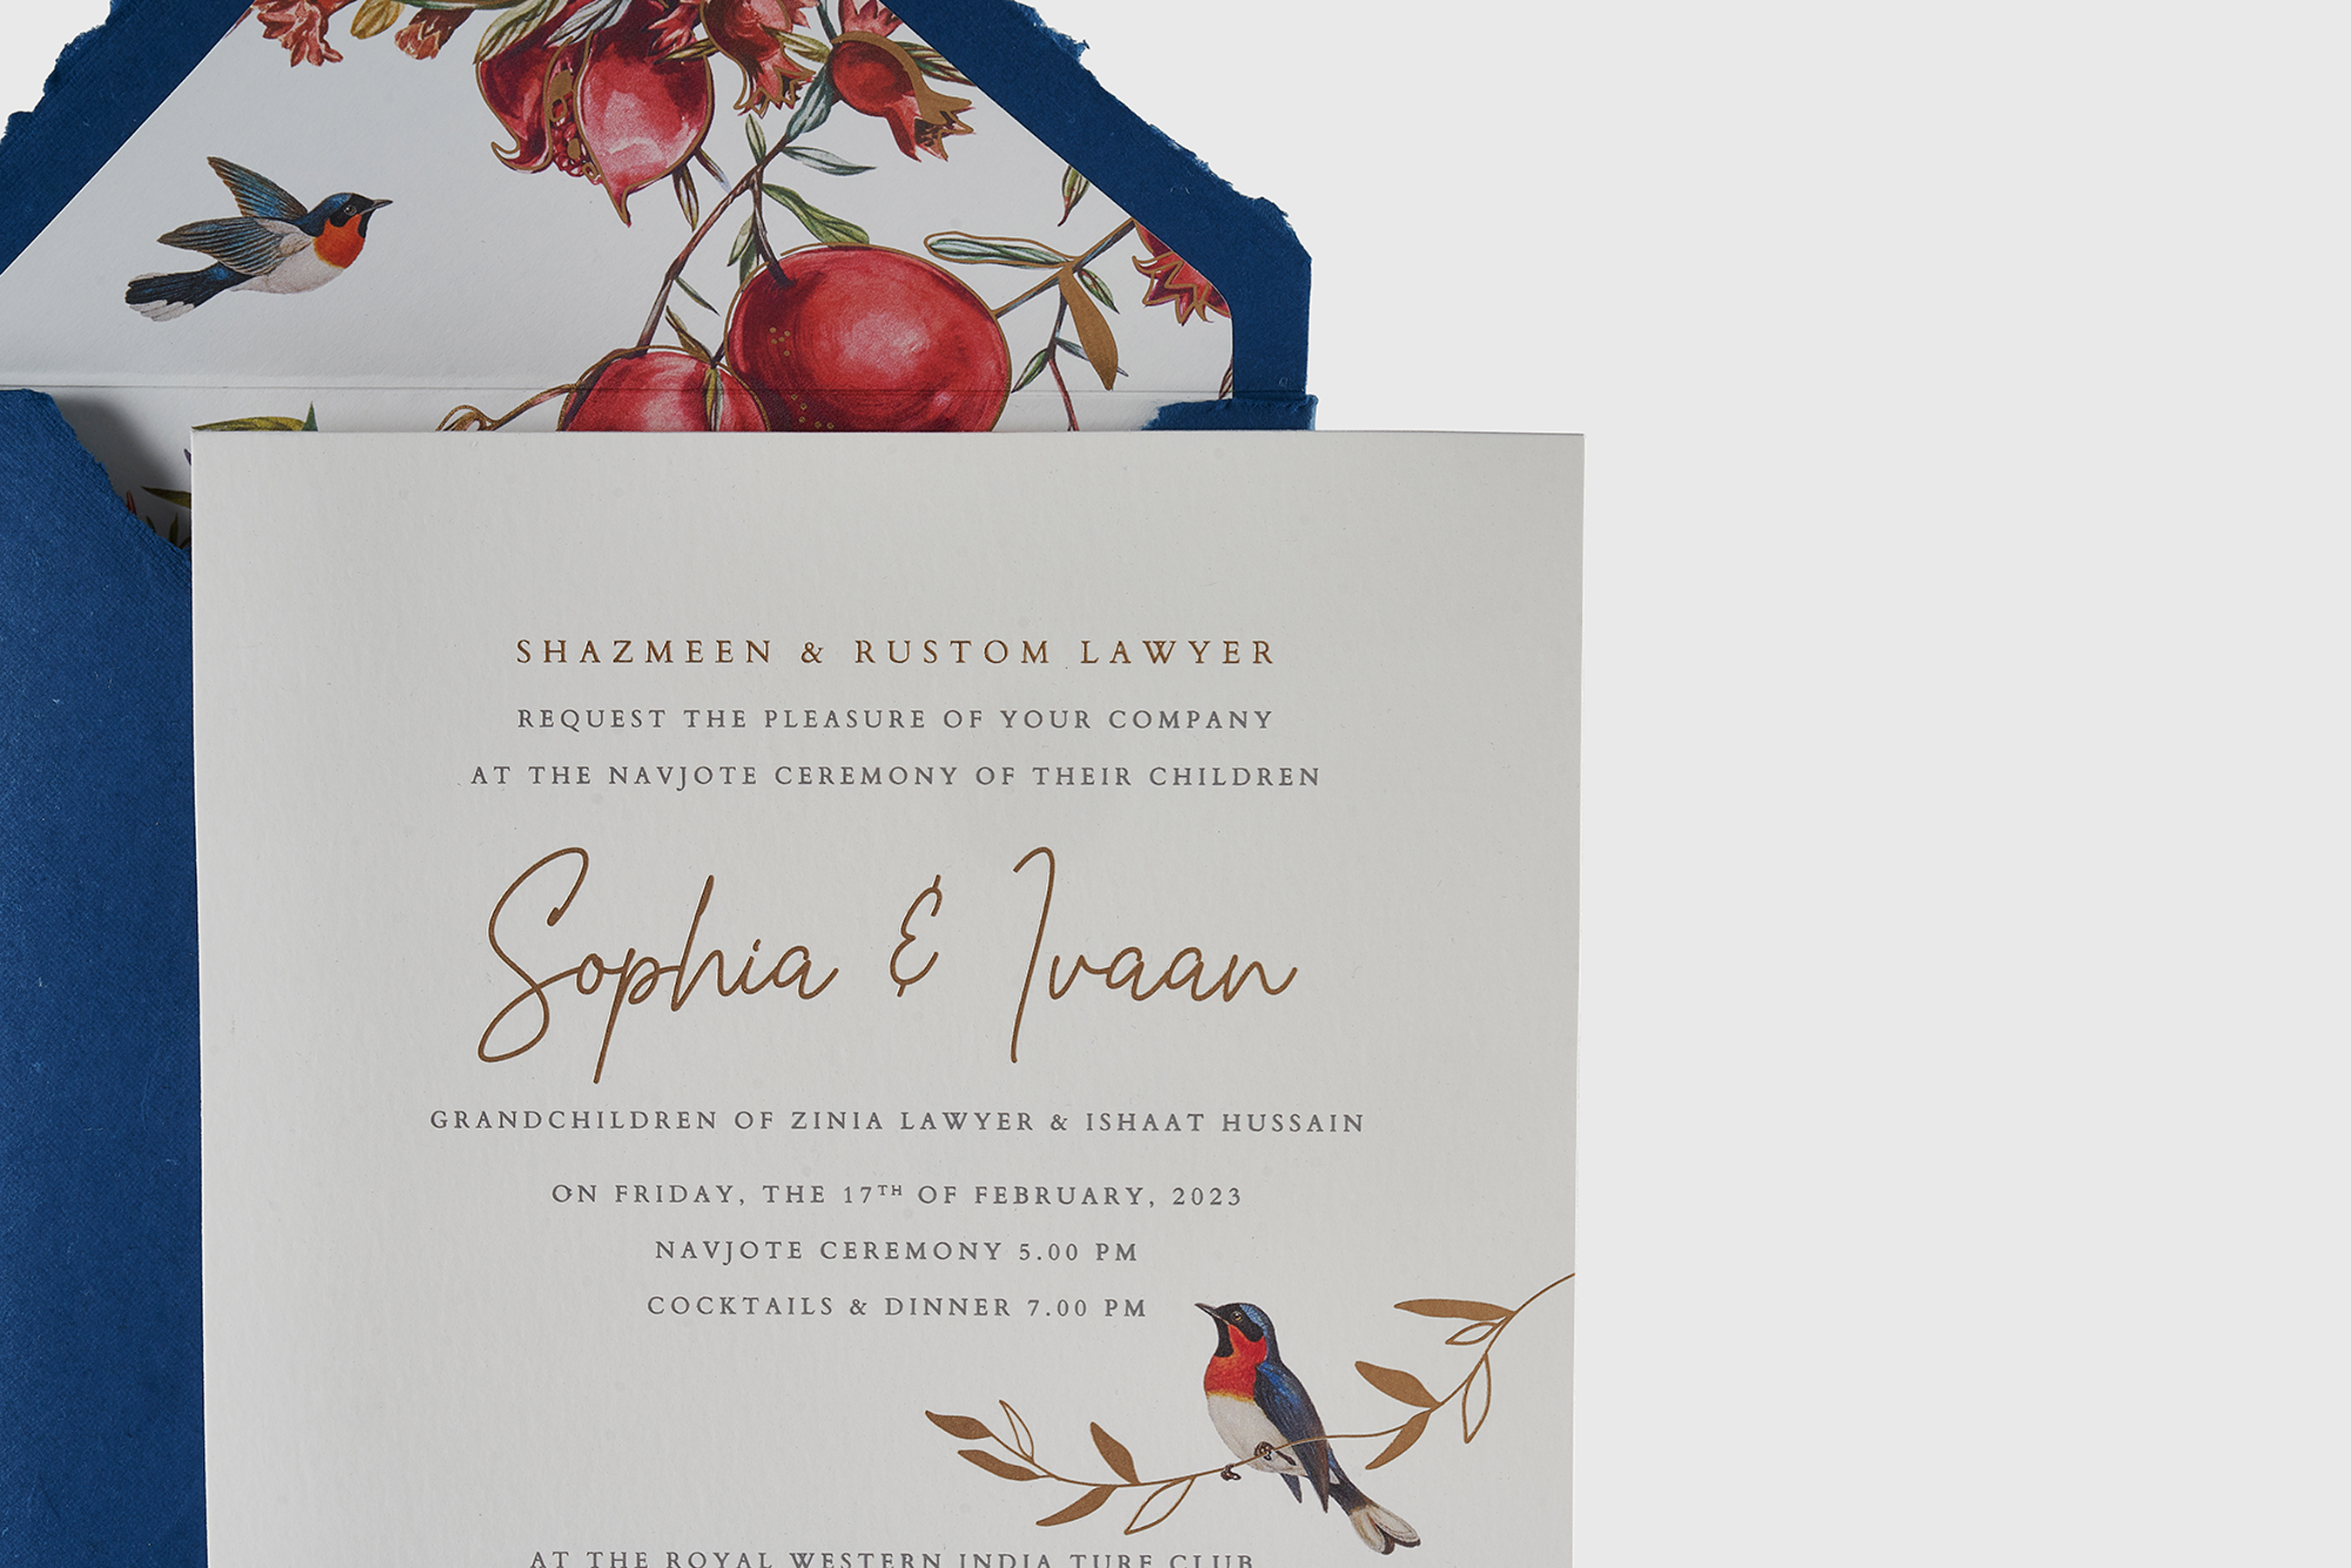 SHAZMEEN & RUSTOM LAWYER
REQUEST THE PLEASURE OF YOUR COMPANY
AT THE NAVJOTE CEREMONY OF THEIR CHILDREN
Sophia & Ivaan
GRANDCHILDREN OF ZINIA LAWYER & ISHAAT HUSSAIN
ON FRIDAY, THE 17TH OF FEBRUARY, 2023
NAVJOTE CEREMONY 5.00 PM
COCKTAILS & DINNER 7.00 PM
AT THE ROYAL WESTERN INDIA TURF CLUB